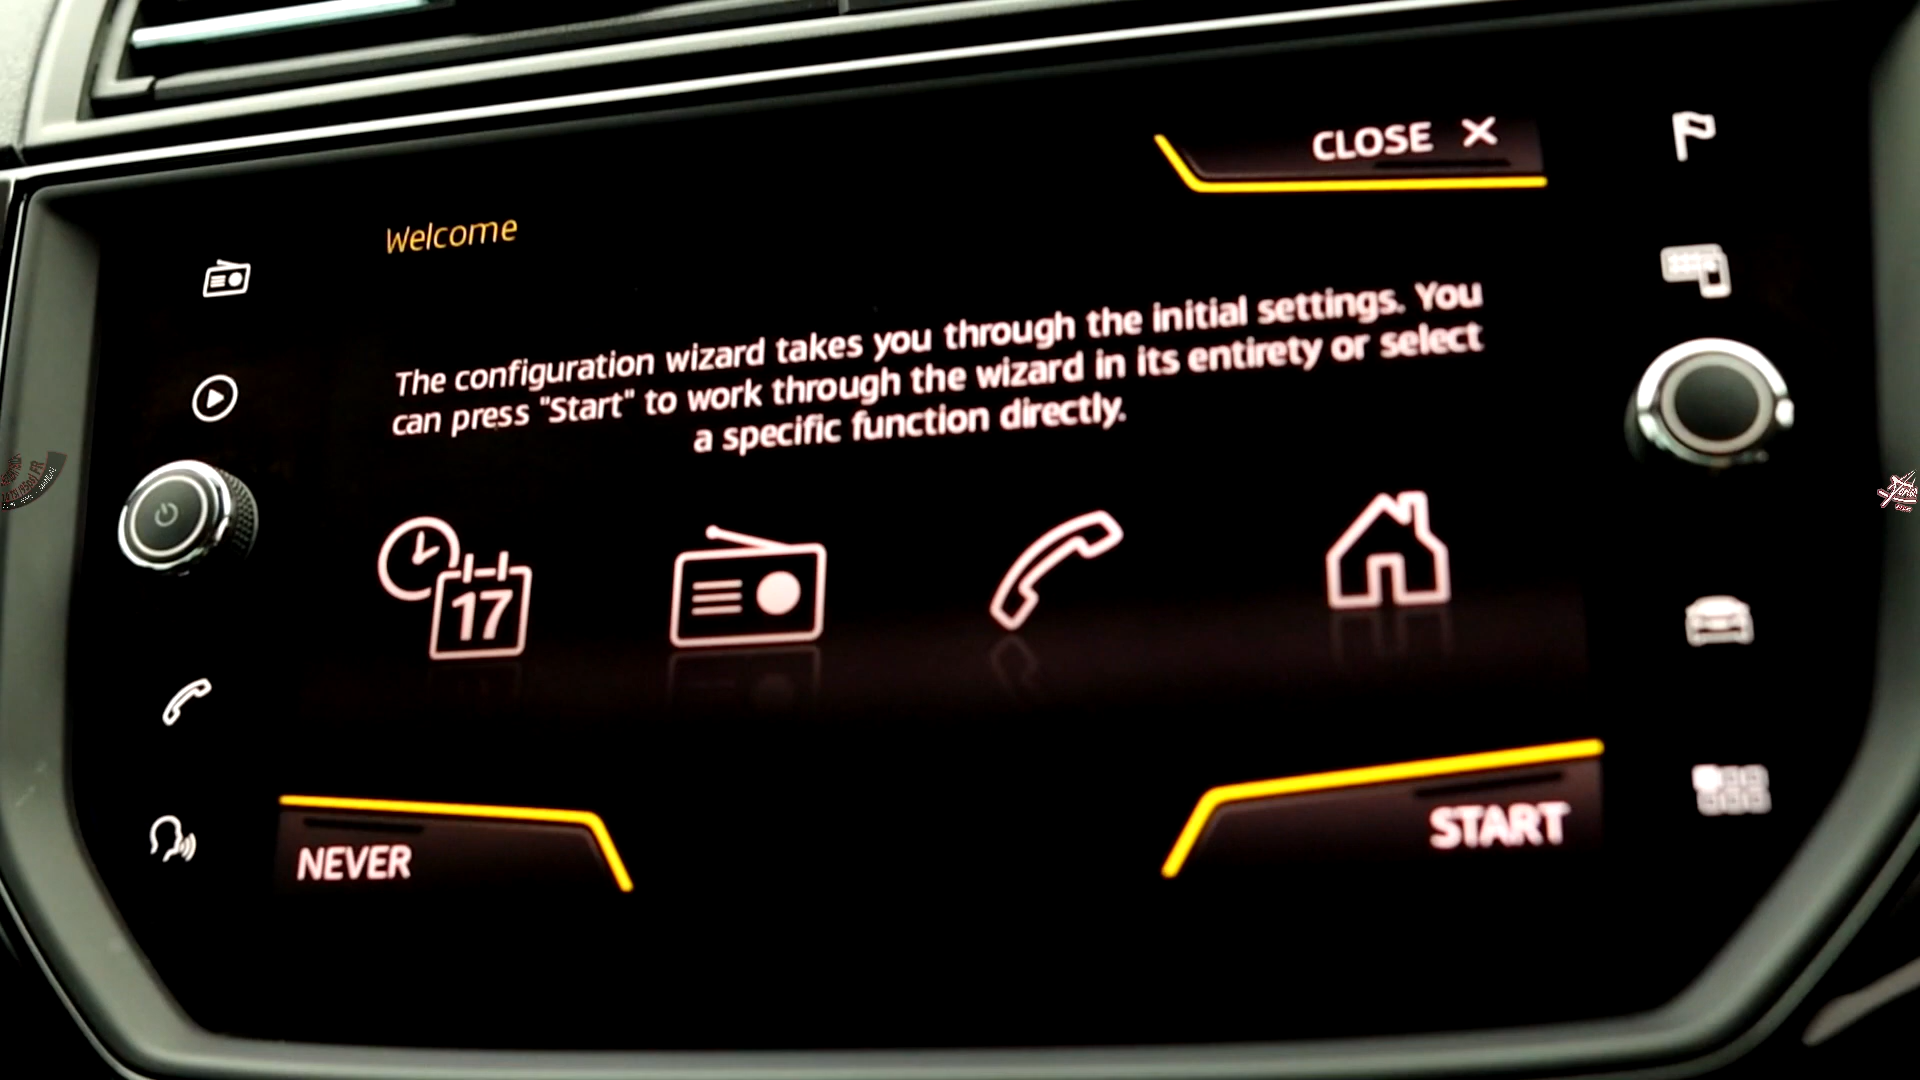 CLOSE X
Welcome
The configuration wizard takes you through the initial settings. You
can press "Start" to work through the wizard in its entirety or select
a specific function directly.
17
NEVER
START